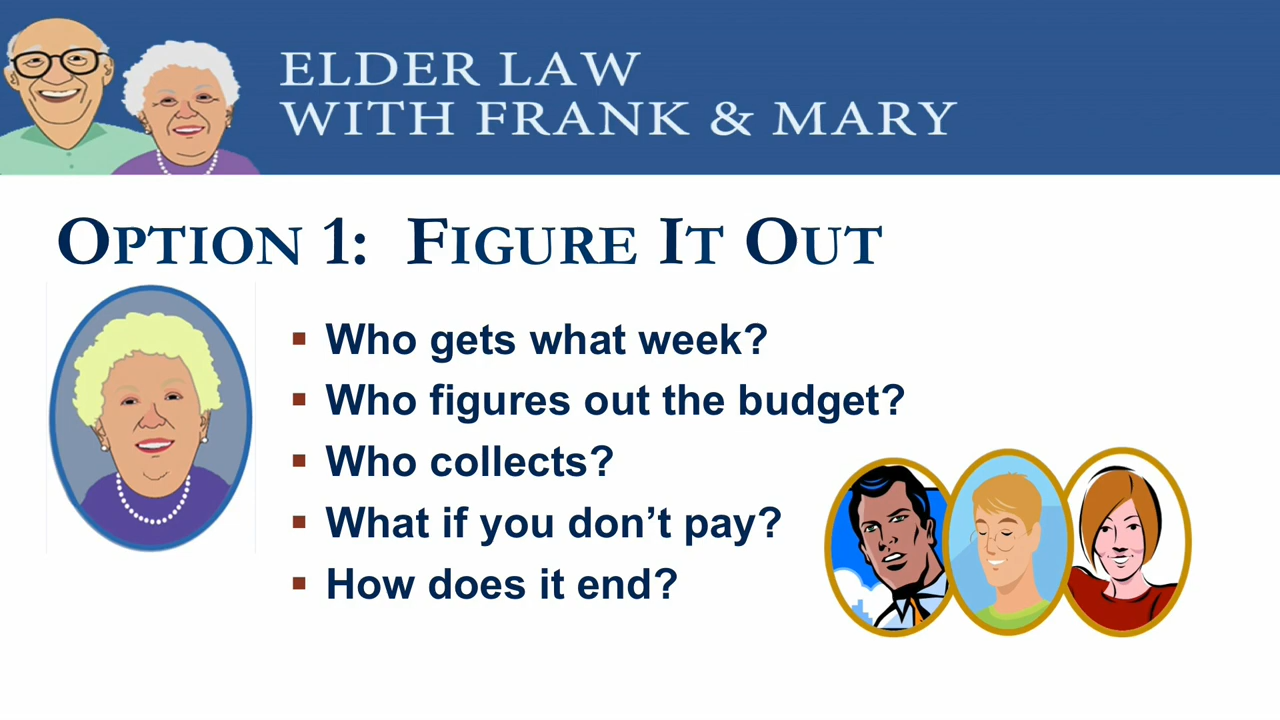 ELDER LAW
WITH FRANK & MARY
OPTION 1: FIGURE IT OUT
▪ Who gets what week?
▪ Who figures out the budget?
▪ Who collects?
▪ What if you don’t pay?
▪ How does it end?